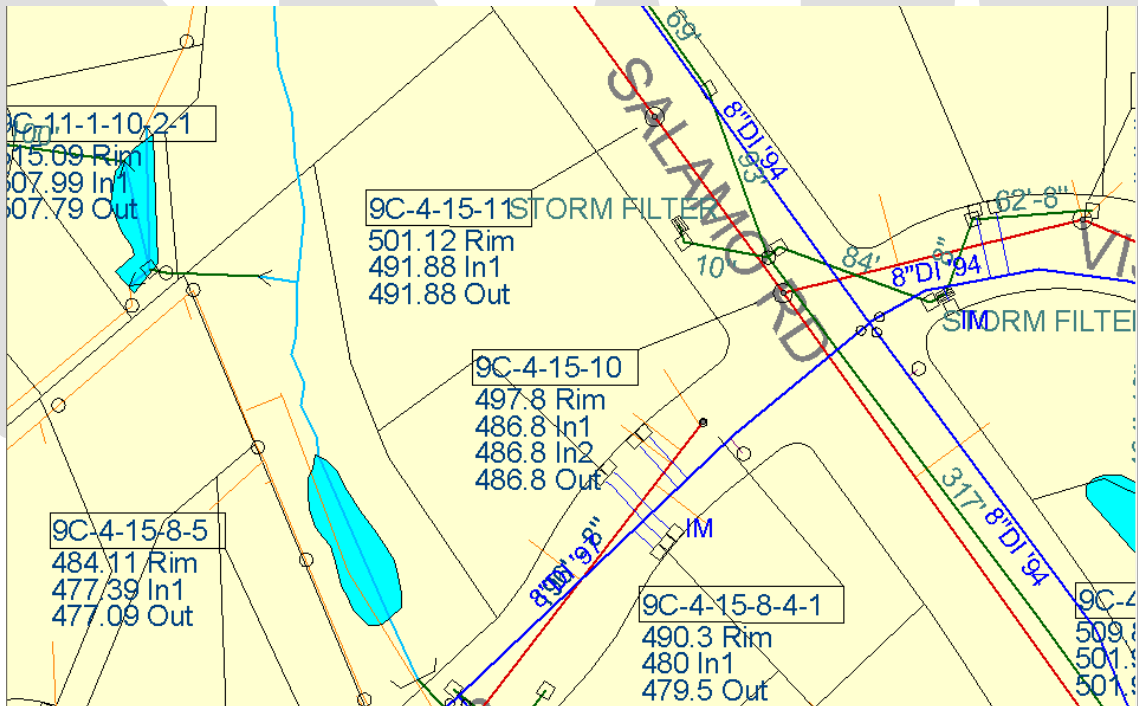 69'
SALAMO RD
8"DI '94
93'
9C-11-1-10-2-1
515.09 Rim
507.99 In1
507.79 Out
9C-4-15-11
501.12 Rim
491.88 In1
491.88 Out
STORM FILTER
10'
84'
62'-8"
8"DI '94
STORM FILTER
IM
9C-4-15-10
497.8 Rim
486.8 In1
486.8 In2
486.8 Out
317'
8"DI '94
IM
9C-4-15-8-5
484.11 Rim
477.39 In1
477.09 Out
9C-4-15-8-4-1
490.3 Rim
480 In1
479.5 Out
9C-4